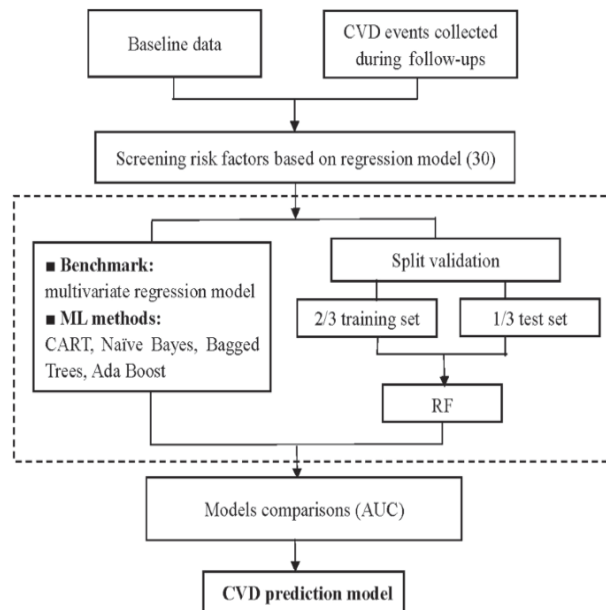 Baseline data
CVD events collected
during follow-ups
Screening risk factors based on regression model (30)
■ Benchmark:
multivariate regression model
■ ML methods:
CART, Naïve Bayes, Bagged
Trees, Ada Boost
Split validation
2/3 training set
1/3 test set
RF
Models comparisons (AUC)
CVD prediction model